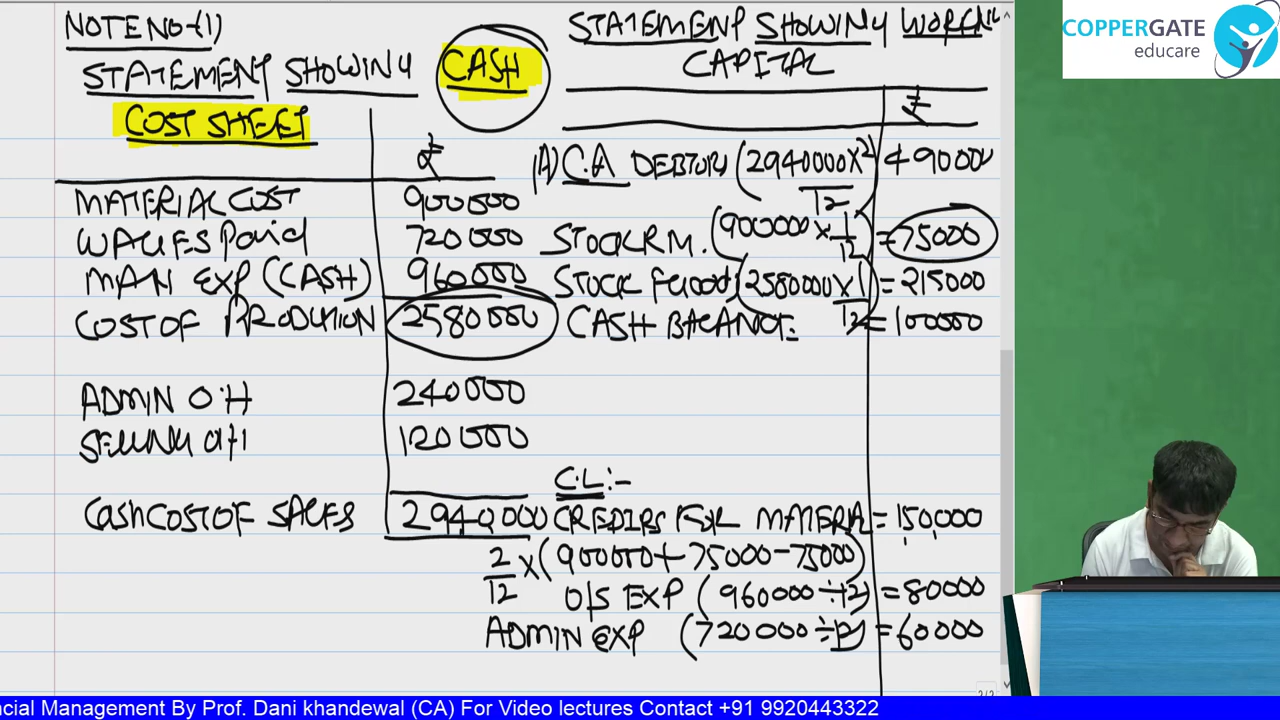 NOTE NO-(1)
STATEMENT SHOWING CASH
COST SHEET
₹
MATERIAL COST 900000
WAGES Paid 720000
MAN EXP (CASH) 960000
COST OF PRODUCTION 2580000
ADMIN O.H 240000
SELLING O.H 120000
Cash COST OF SALES 2940000
STATEMENT SHOWING WORKING
CAPITAL
₹
(A) C.A DEBTORS (2940000 X 2 / 12) 490000
STOCK R.M. (900000 X 1/12) = 75000
STOCK F.Good (2580000 X 1/12) = 215000
CASH BALANCE = 100000
C.L :-
CREDITS FOR MATERIAL = 150000
2/12 X (900000 + 75000 - 75000)
O/S EXP (960000 ÷ 12) = 80000
ADMIN EXP (720000 ÷ 12) = 60000
COPPERGATE
educare
ncial Management By Prof. Dani khandewal (CA) For Video lectures Contact +91 9920443322